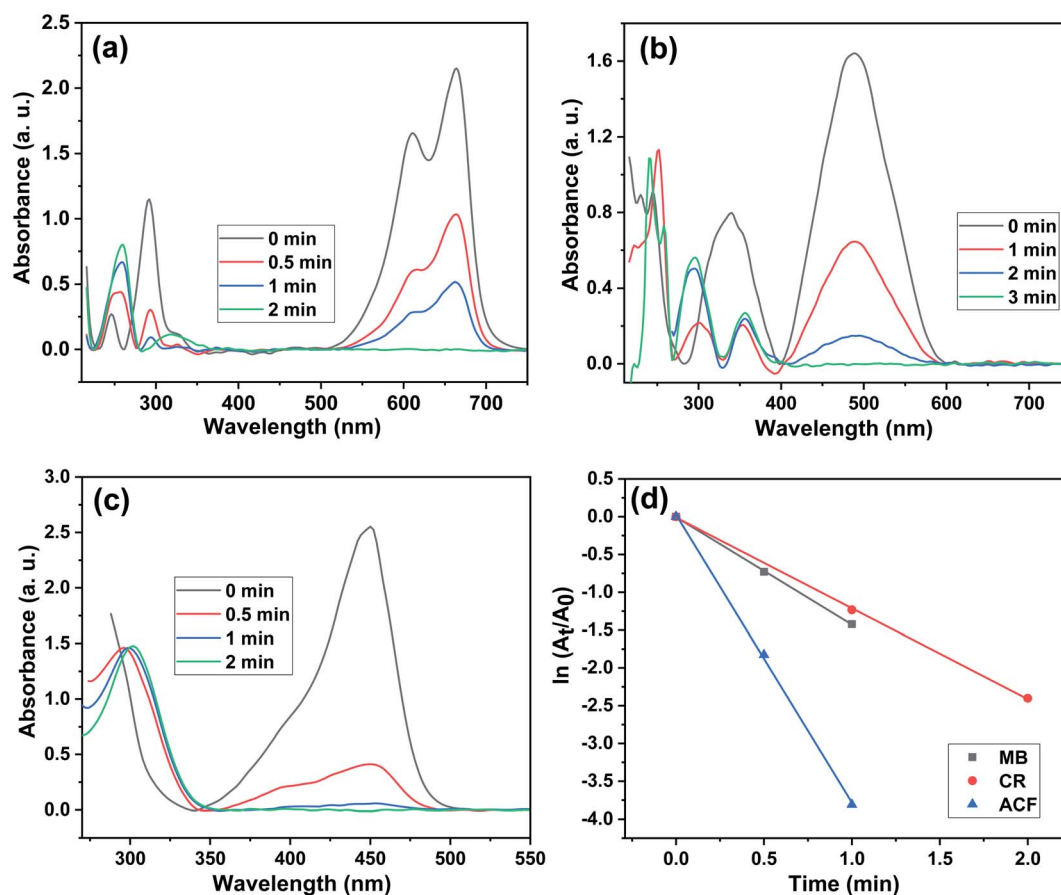 (a)
Absorbance (a. u.)
2.5
2.0
1.5
1.0
0.5
0.0
0 min
0.5 min
1 min
2 min
300 400 500 600 700
Wavelength (nm)
(b)
Absorbance (a. u.)
1.6
1.2
0.8
0.4
0.0
0 min
1 min
2 min
3 min
300 400 500 600 700
Wavelength (nm)
(c)
Absorbance (a. u.)
3.0
2.5
2.0
1.5
1.0
0.5
0.0
0 min
0.5 min
1 min
2 min
300 350 400 450 500 550
Wavelength (nm)
(d)
ln (At/A0)
0.5
0.0
-0.5
-1.0
-1.5
-2.0
-2.5
-3.0
-3.5
-4.0
MB
CR
ACF
0.0 0.5 1.0 1.5 2.0
Time (min)